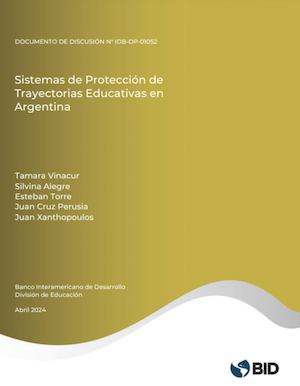 DOCUMENTO DE DISCUSIÓN N° IDB-DP-01052
Sistemas de Protección de
Trayectorias Educativas en
Argentina
Tamara Vinacur
Silvina Alegre
Esteban Torre
Juan Cruz Perusia
Juan Xanthopoulos
Banco Interamericano de Desarrollo
División de Educación
Abril 2024
BID